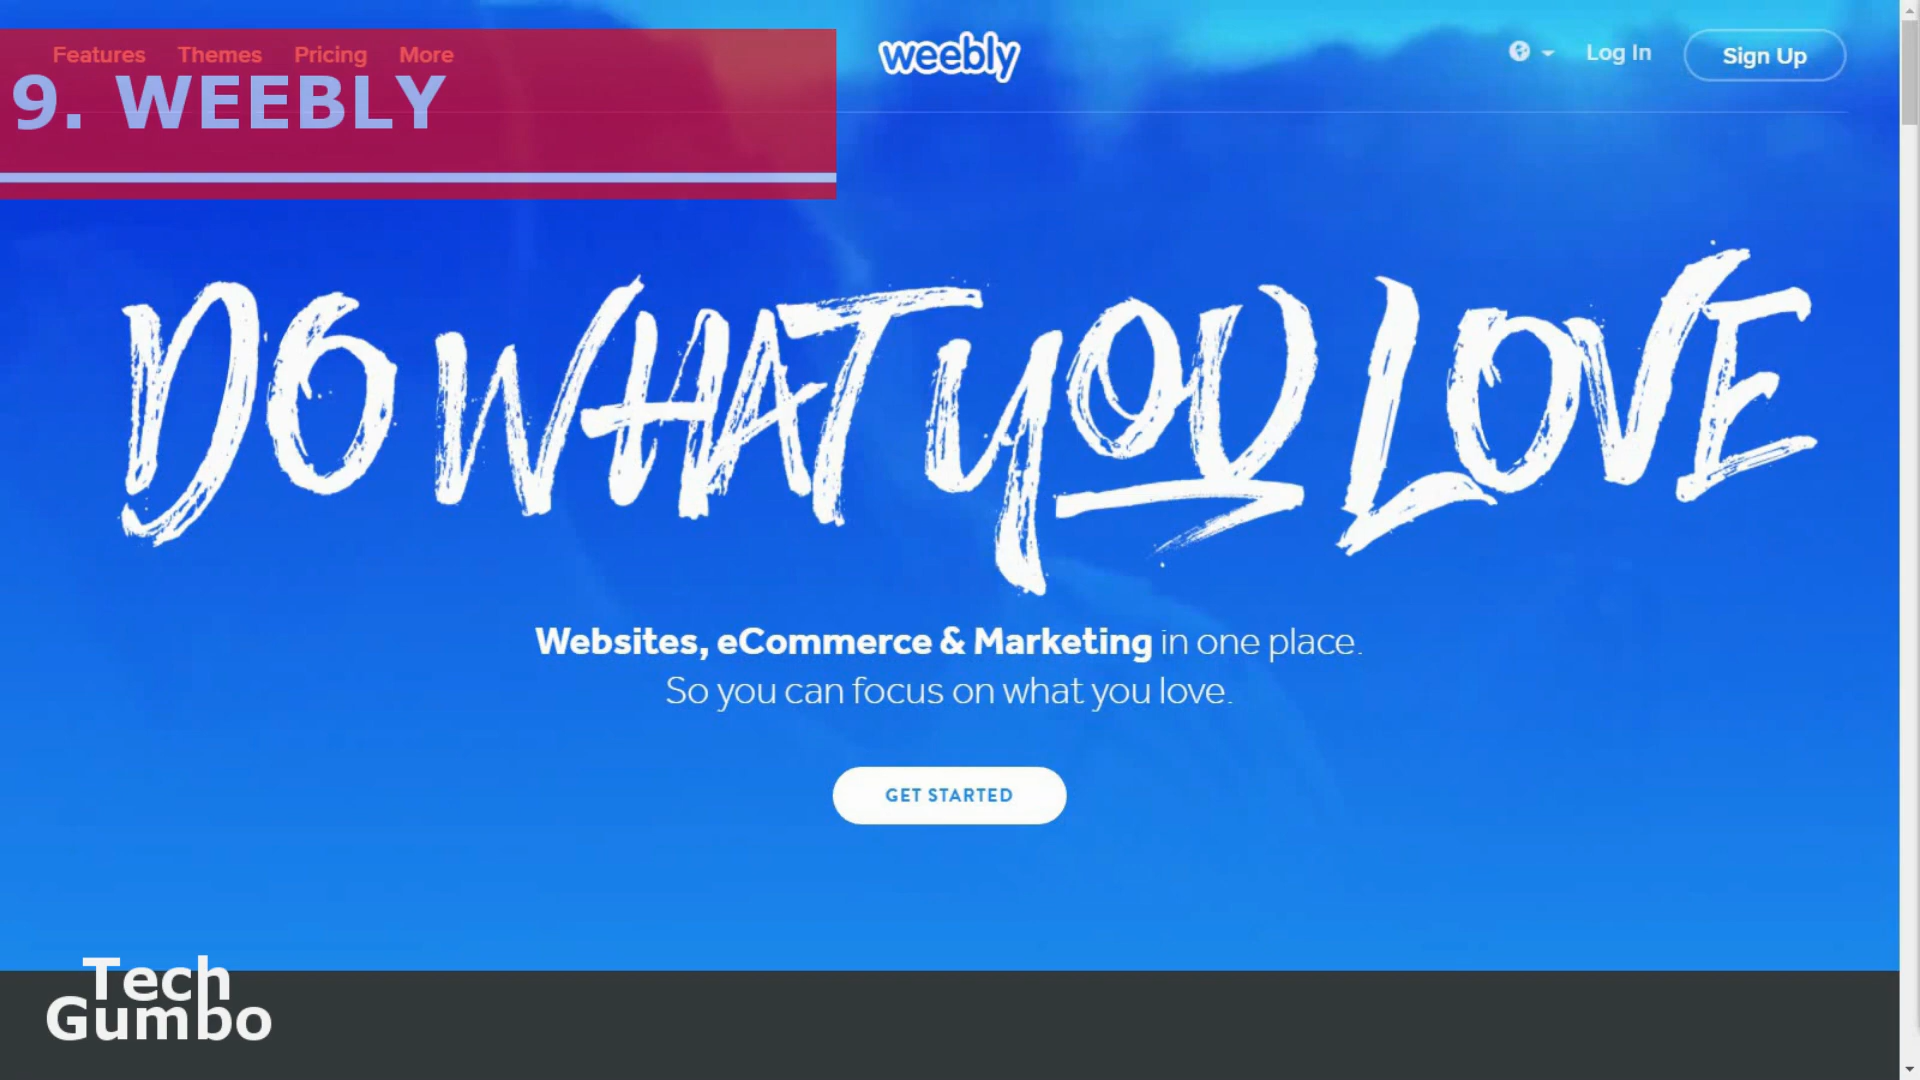 Features Themes Pricing More
9. WEEBLY
weebly
Log In
Sign Up
DO WHAT YOU LOVE
Websites, eCommerce & Marketing in one place.
So you can focus on what you love.
GET STARTED
Tech
Gumbo